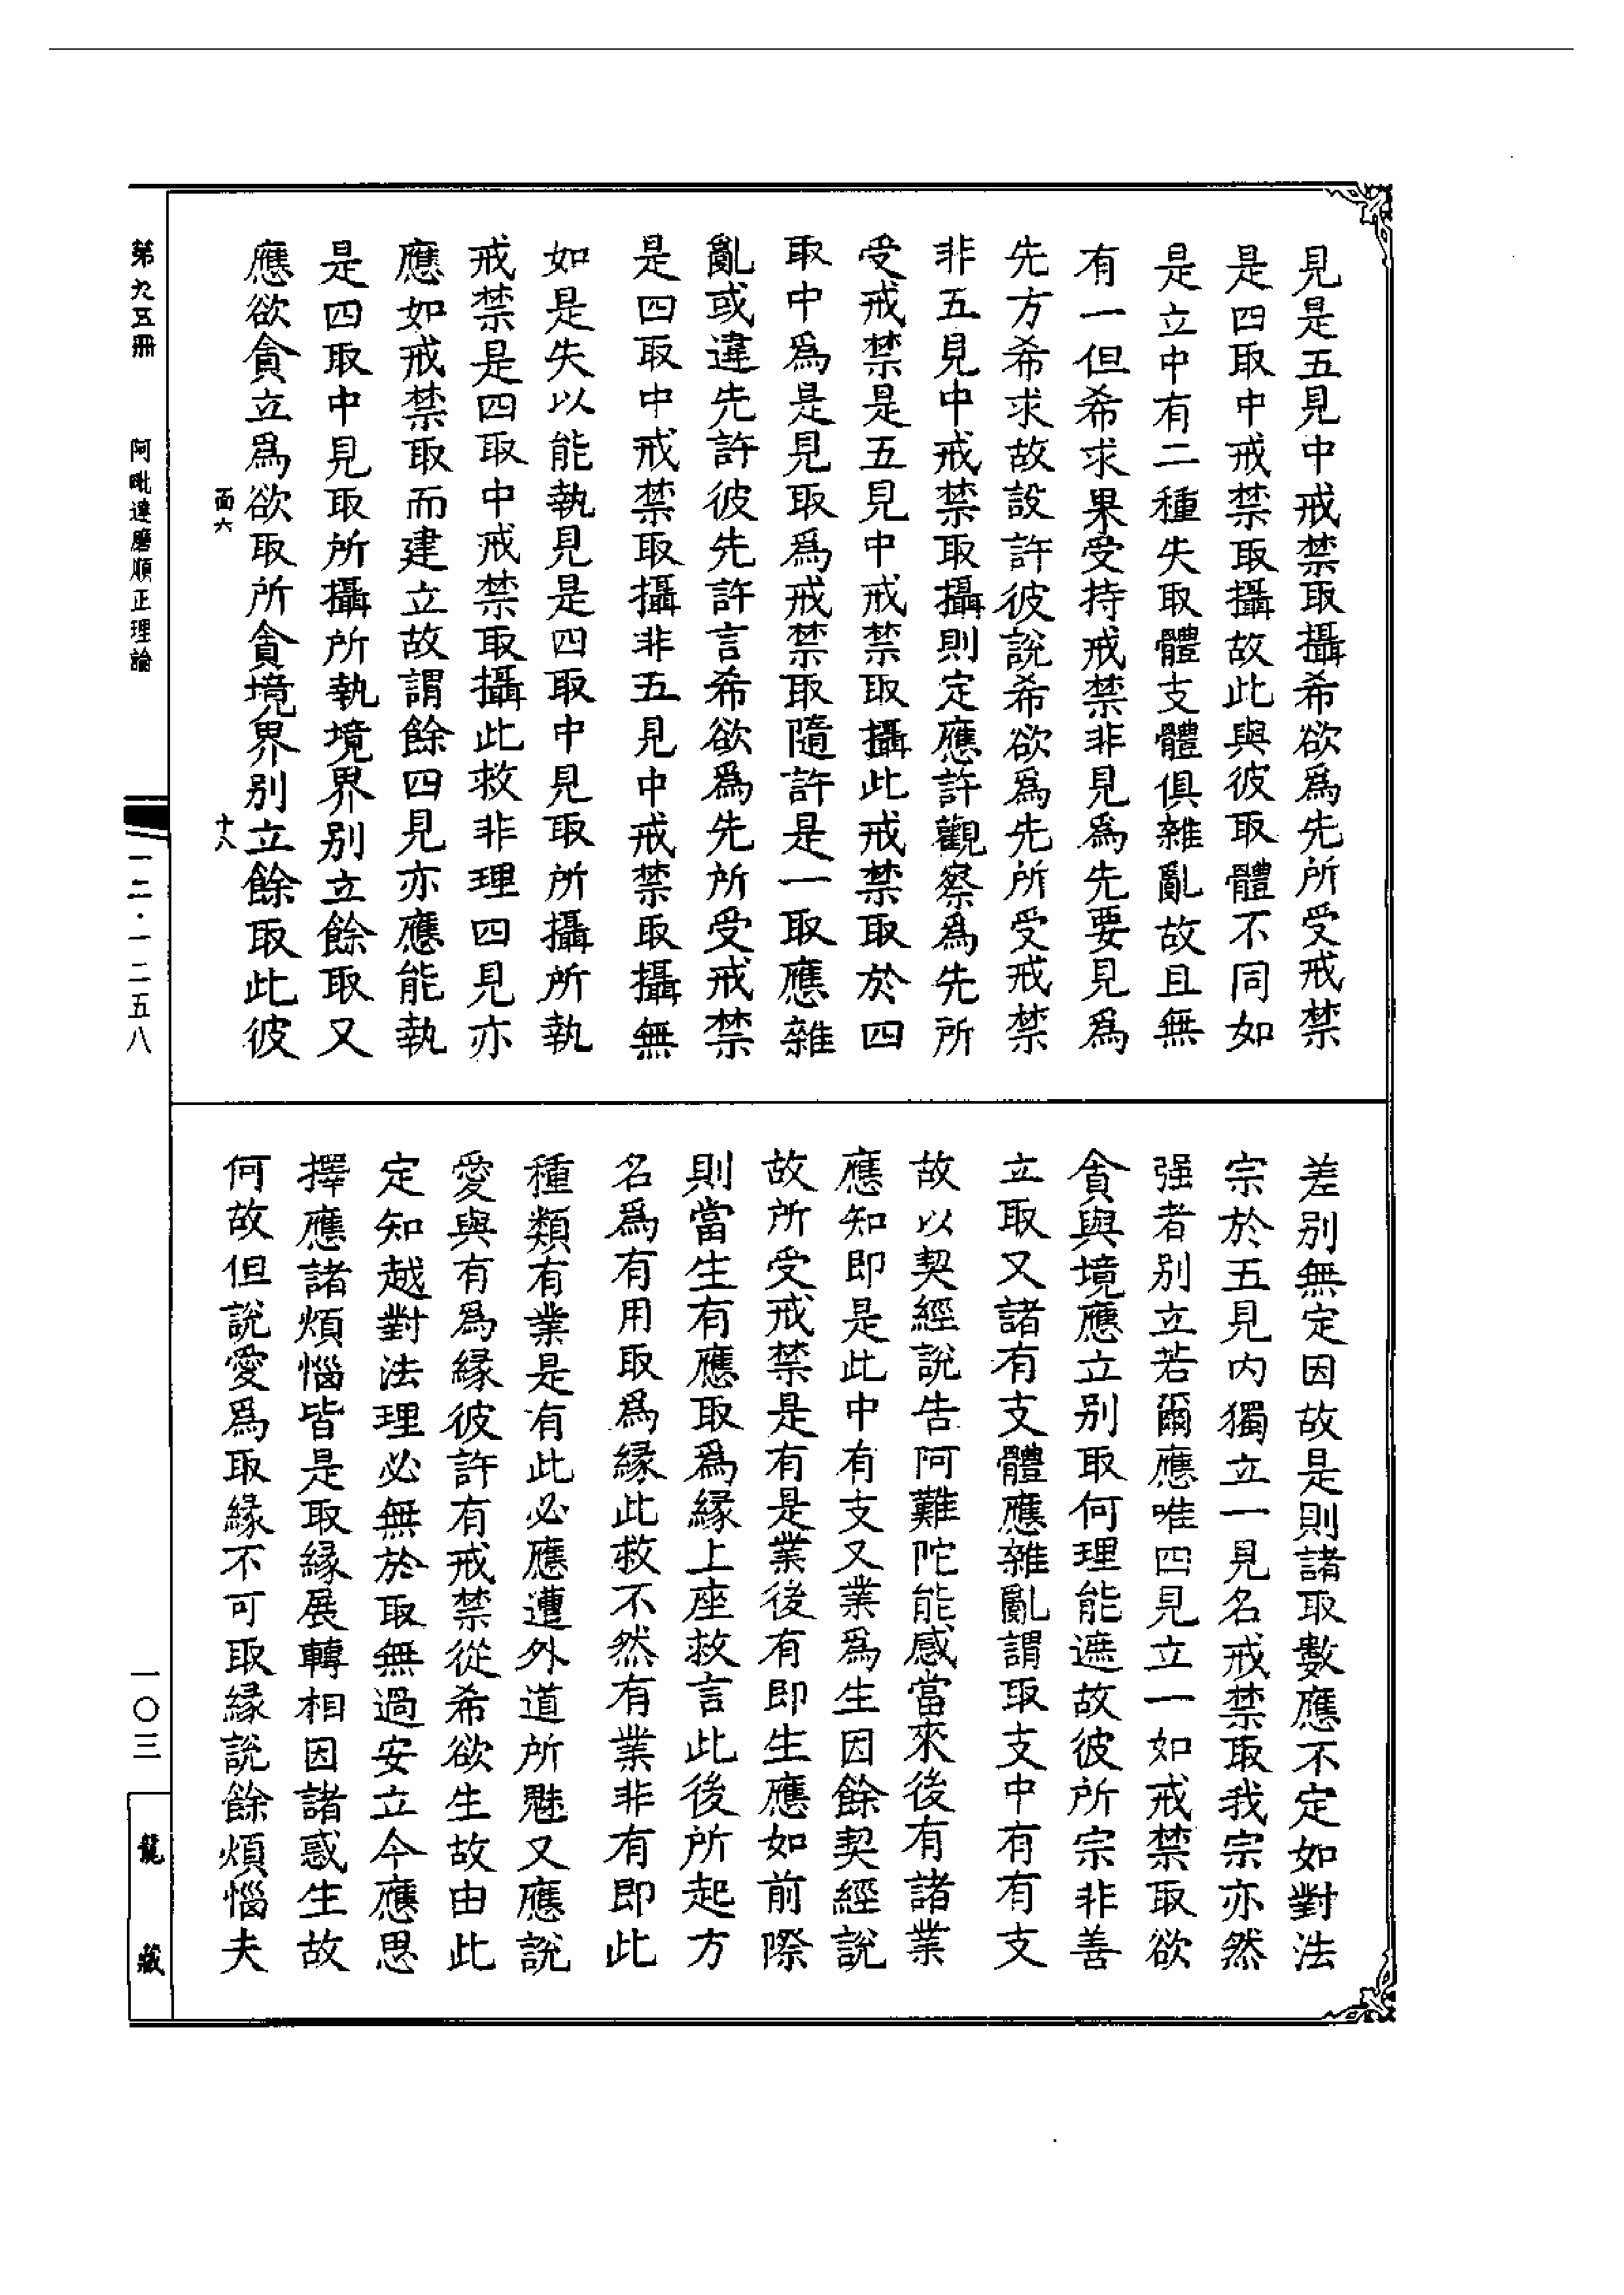 見是五見中戒禁取攝希欲爲先所受戒禁
是四取中戒禁取攝故此與彼取體不同如
是立中有二種失取體支體俱雜亂故且無
有一但希求果受持戒禁非見爲先要見爲
先方希求故設許彼說希欲爲先所受戒禁
非五見中戒禁取攝則定應許觀察爲先所
受戒禁是五見中戒禁取攝此戒禁取於四
取中爲是見取爲戒禁取隨許是一取應雜
亂或違先許彼先許言希欲爲先所受戒禁
是四取中戒禁取攝非五見中戒禁取攝無
如是失以能執見是四取中見取所攝所執
戒禁是四取中戒禁取攝此救非理四見亦
應如戒禁取而建立故謂餘四見亦應能執
是四取中見取所攝所執境界別立餘取又
應欲貪立爲欲取所貪境界別立餘取此彼
面六
十八
差別無定因故是則諸取數應不定如對法
宗於五見内獨立一見名戒禁取我宗亦然
强者別立若爾應唯四見立一如戒禁取欲
貪與境應立別取何理能遮故彼所宗非善
立取又諸有支體應雜亂謂取支中有有支
故以契經說告阿難陀能感當來後有諸業
應知即是此中有支又業爲生因餘契經說
故所受戒禁是有是業後有即生應如前際
則當生有應取爲縁上座救言此後所起方
名爲有用取爲縁此救不然有業非有即此
種類有業是有此必應遭外道所魅又應說
愛與有爲縁彼許有戒禁從希欲生故由此
定知越對法理必無於取無過安立今應思
擇應諸煩惱皆是取縁展轉相因諸惑生故
何故但說愛爲取縁不可取縁說餘煩惱夫
第九五冊
阿毗達磨順正理論
一二·一二五八
一〇三
龍藏